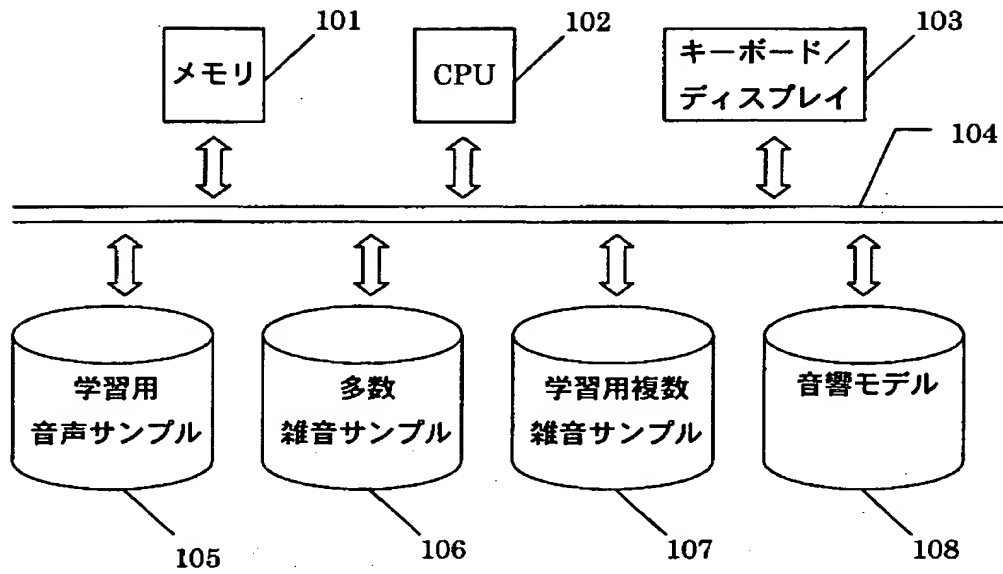 101
メモリ
102
CPU
103
キーボード／
ディスプレイ
104
学習用
音声サンプル
多数
雑音サンプル
学習用複数
雑音サンプル
音響モデル
105
106
107
108